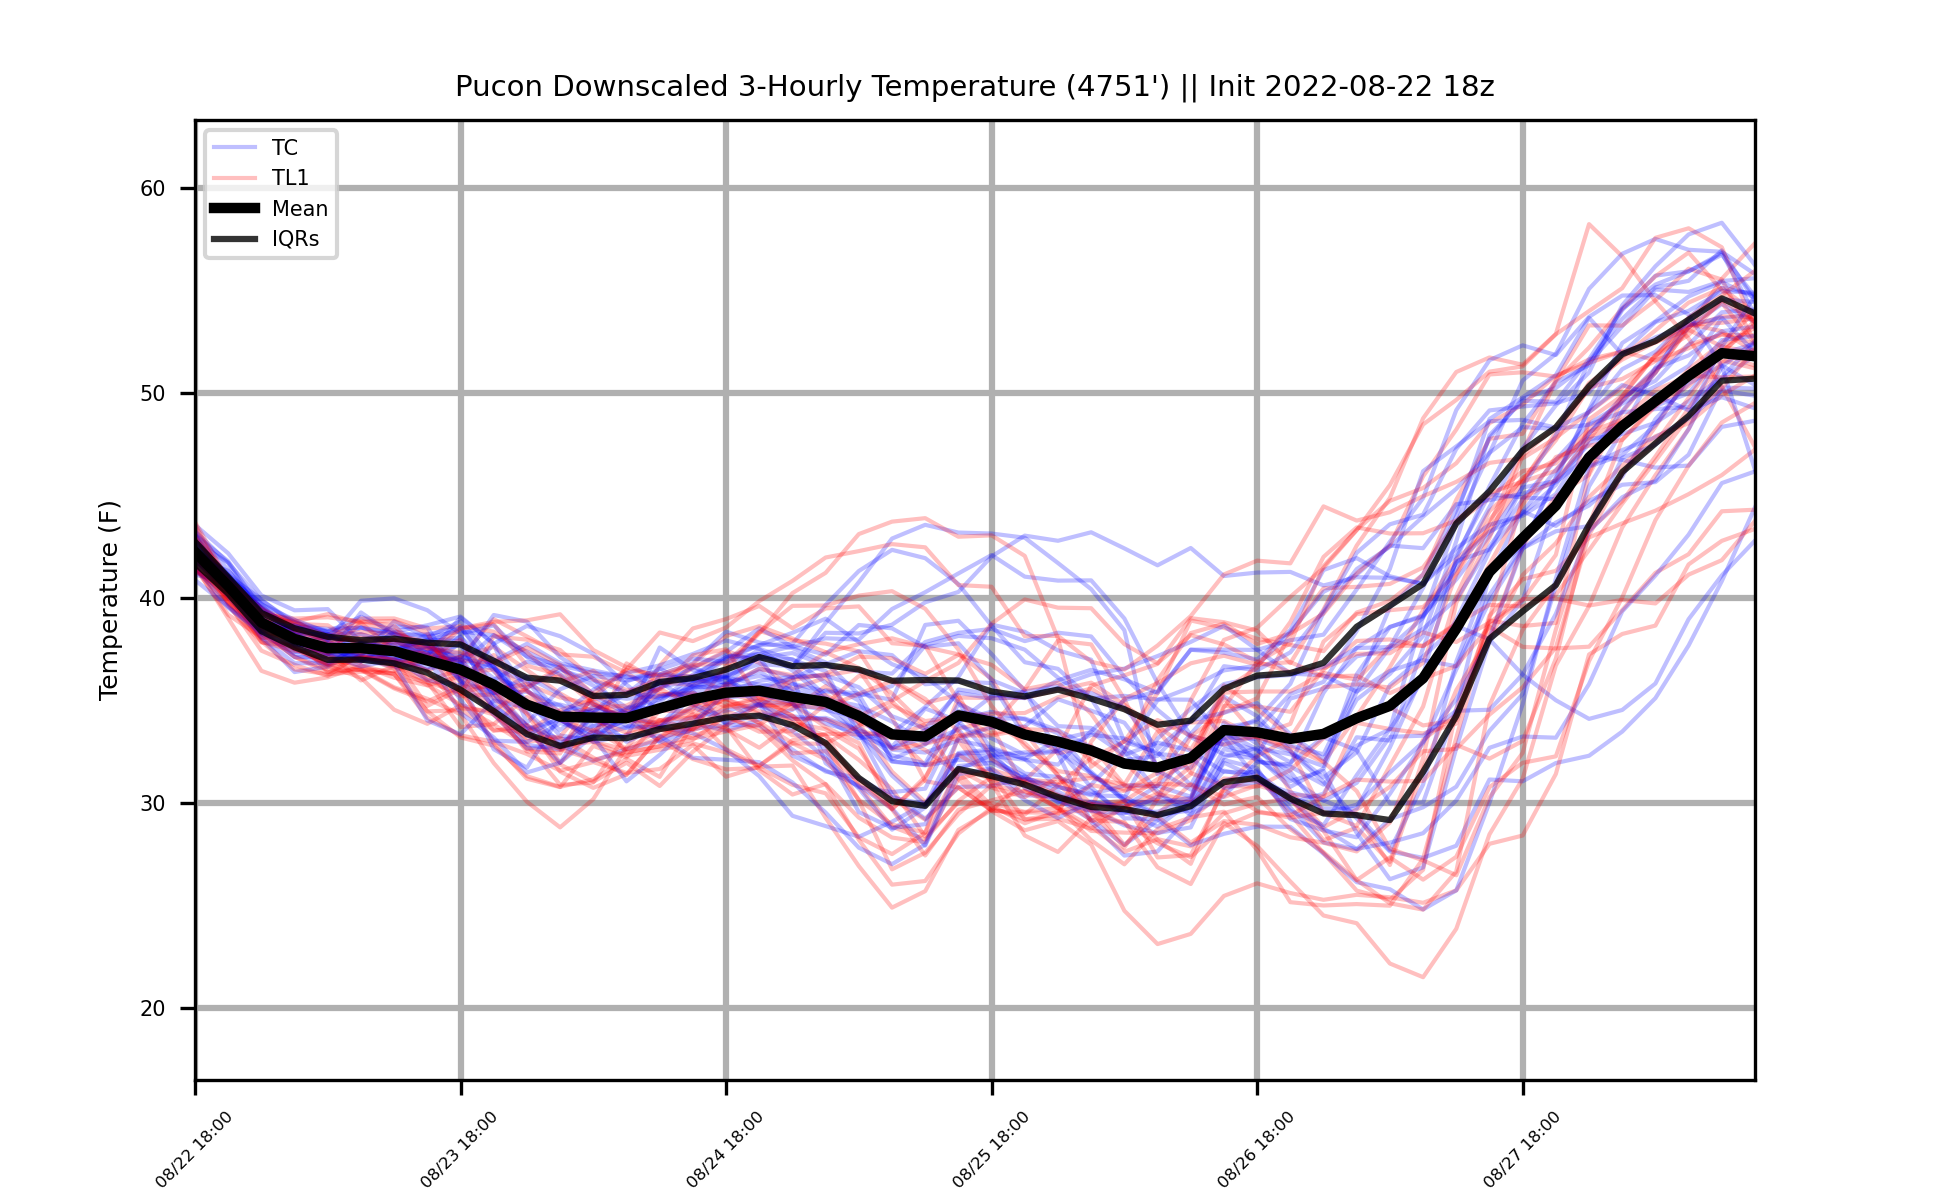 Pucon Downscaled 3-Hourly Temperature (4751') || Init 2022-08-22 18z
TC
TL1
Mean
IQRs
Temperature (F)
60
50
40
30
20
08/22 18:00
08/23 18:00
08/24 18:00
08/25 18:00
08/26 18:00
08/27 18:00